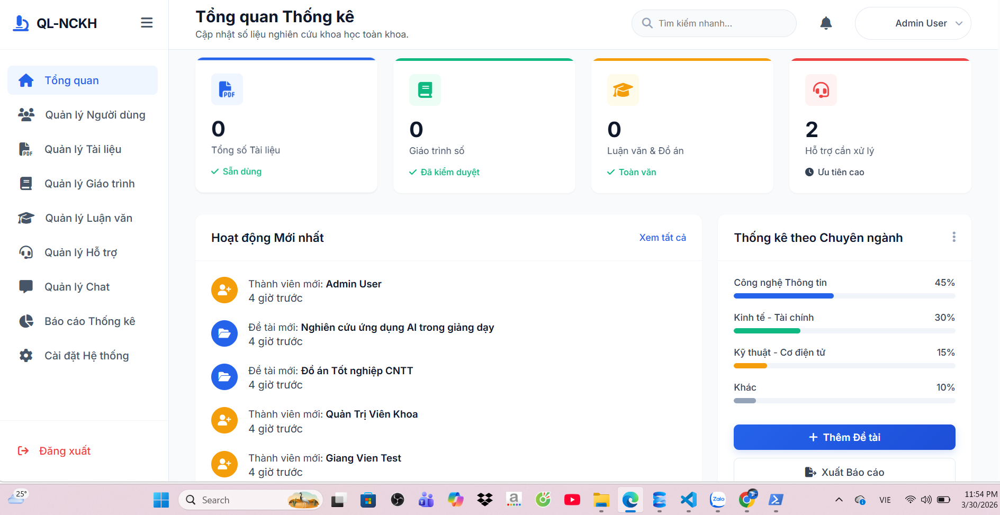 QL-NCKH
Tổng quan
Quản lý Người dùng
PDF
Quản lý Tài liệu
Quản lý Giáo trình
Quản lý Luận văn
Quản lý Hỗ trợ
Quản lý Chat
Báo cáo Thống kê
Cài đặt Hệ thống
Đăng xuất
Tổng quan Thống kê
Cập nhật số liệu nghiên cứu khoa học toàn khoa.
Tìm kiếm nhanh...
Admin User
PDF
0
Tổng số Tài liệu
Sẵn dùng
0
Giáo trình số
Đã kiểm duyệt
0
Luận văn & Đồ án
Toàn văn
2
Hỗ trợ cần xử lý
Ưu tiên cao
Hoạt động Mới nhất
Xem tất cả
Thành viên mới: Admin User
4 giờ trước
Đề tài mới: Nghiên cứu ứng dụng AI trong giảng dạy
4 giờ trước
Đề tài mới: Đồ án Tốt nghiệp CNTT
4 giờ trước
Thành viên mới: Quản Trị Viên Khoa
4 giờ trước
Thành viên mới: Giang Vien Test
4 giờ trước
Thống kê theo Chuyên ngành
Công nghệ Thông tin 45%
Kinh tế - Tài chính 30%
Kỹ thuật - Cơ điện tử 15%
Khác 10%
Thêm Đề tài
Xuất Báo cáo
25°
Search
T
a
Zalo
VIE
11:54 PM
3/30/2026